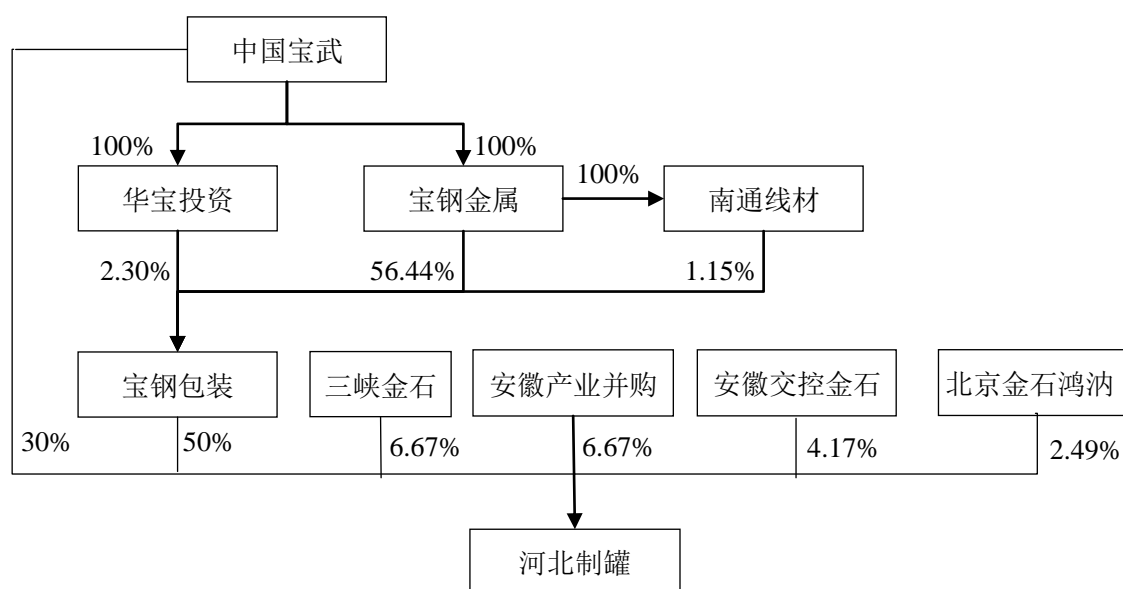 中国宝武
100%
100%
华宝投资
宝钢金属
100%
南通线材
2.30%
56.44%
1.15%
宝钢包装
三峡金石
安徽产业并购
安徽交控金石
北京金石鸿汭
30%
50%
6.67%
6.67%
4.17%
2.49%
河北制罐